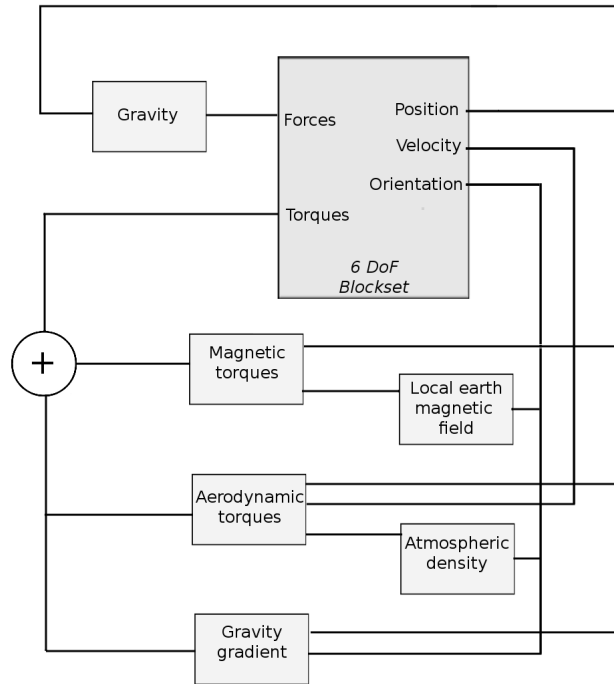 Gravity
Forces
Position
Velocity
Orientation
Torques
6 DoF
Blockset
+
Magnetic
torques
Local earth
magnetic
field
Aerodynamic
torques
Atmospheric
density
Gravity
gradient